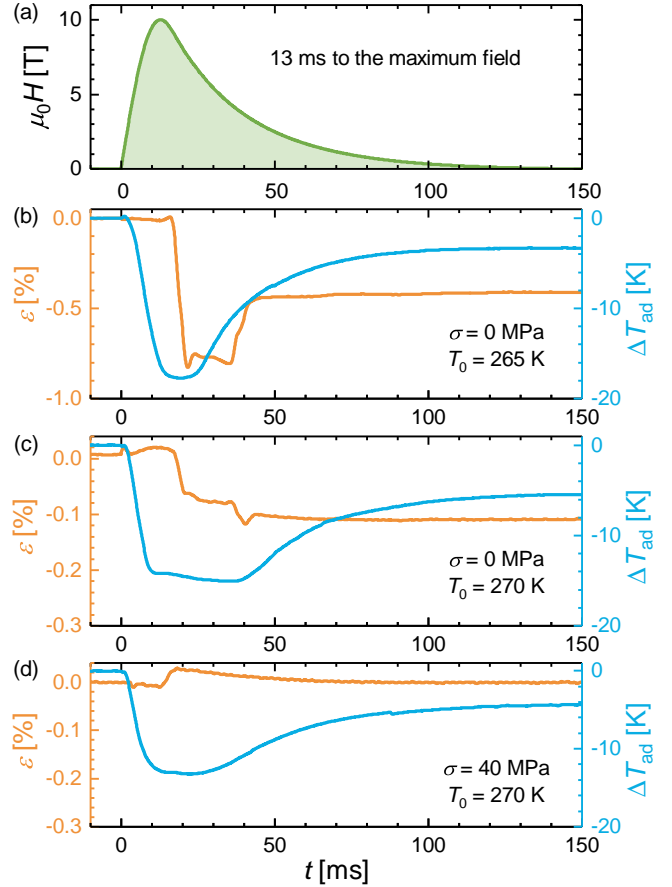 (a)
10
5
0
μ₀H [T]
13 ms to the maximum field
0 50 100 150
(b)
0.0
-0.5
-1.0
ε [%]
0
-10
-20
ΔT_ad [K]
σ = 0 MPa
T₀ = 265 K
0 50 100 150
(c)
0.0
-0.1
-0.2
-0.3
ε [%]
0
-10
-20
ΔT_ad [K]
σ = 0 MPa
T₀ = 270 K
0 50 100 150
(d)
0.0
-0.1
-0.2
-0.3
ε [%]
0
-10
-20
ΔT_ad [K]
σ = 40 MPa
T₀ = 270 K
0 50 100 150
t [ms]